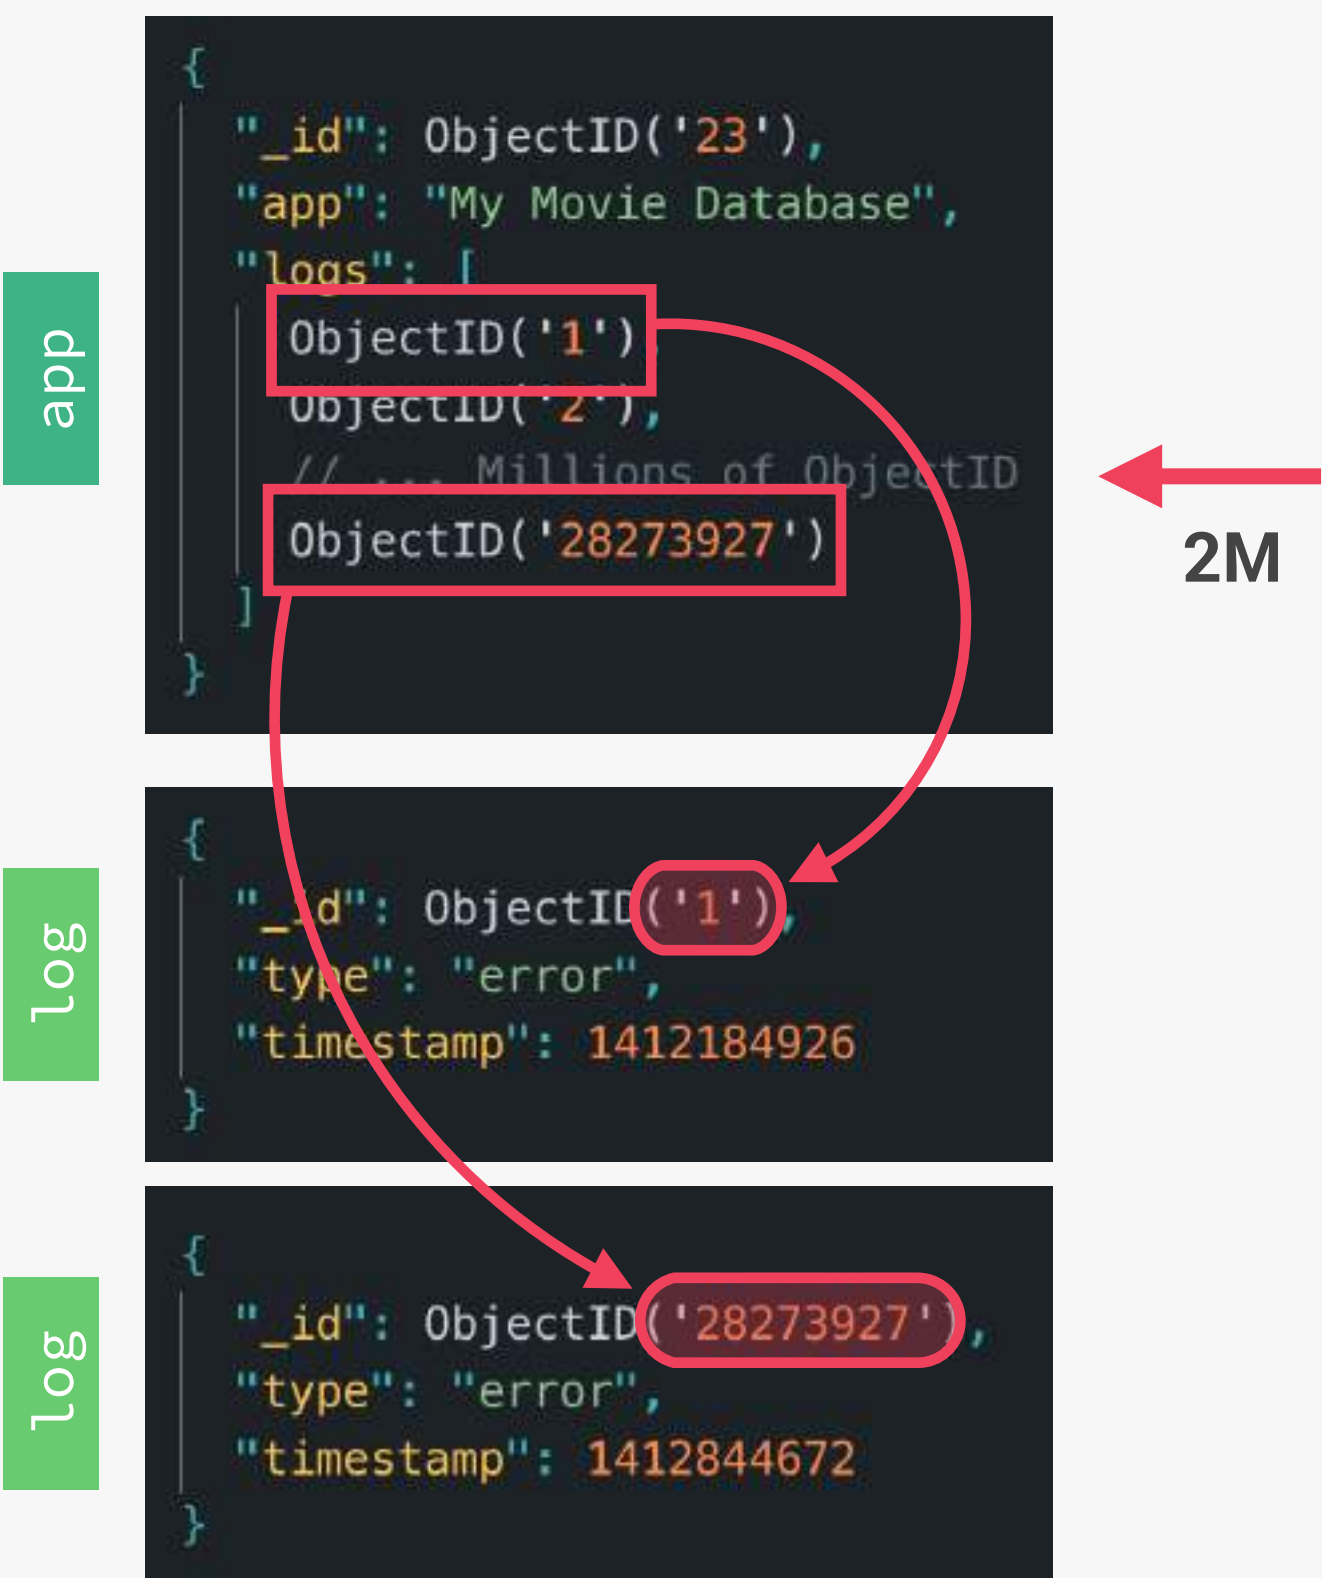 app
{
"_id": ObjectID('23'),
"app": "My Movie Database",
"logs": [
ObjectID('1'),
ObjectID('2'),
// ... Millions of ObjectID
ObjectID('28273927')
]
}
2M
log
{
"_id": ObjectID('1'),
"type": "error",
"timestamp": 1412184926
}
log
{
"_id": ObjectID('28273927'),
"type": "error",
"timestamp": 1412844672
}